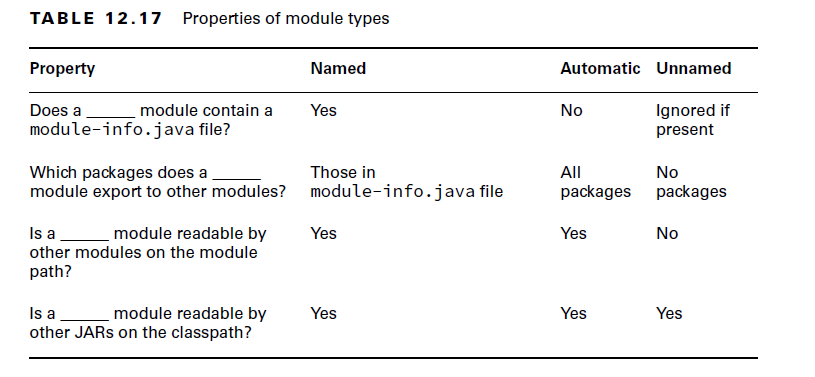 TABLE 12.17 Properties of module types
Property Named Automatic Unnamed
Does a ______ module contain a Yes No Ignored if
module-info.java file? present
Which packages does a ______ Those in All No
module export to other modules? module-info.java file packages packages
Is a ______ module readable by Yes Yes No
other modules on the module
path?
Is a ______ module readable by Yes Yes Yes
other JARs on the classpath?